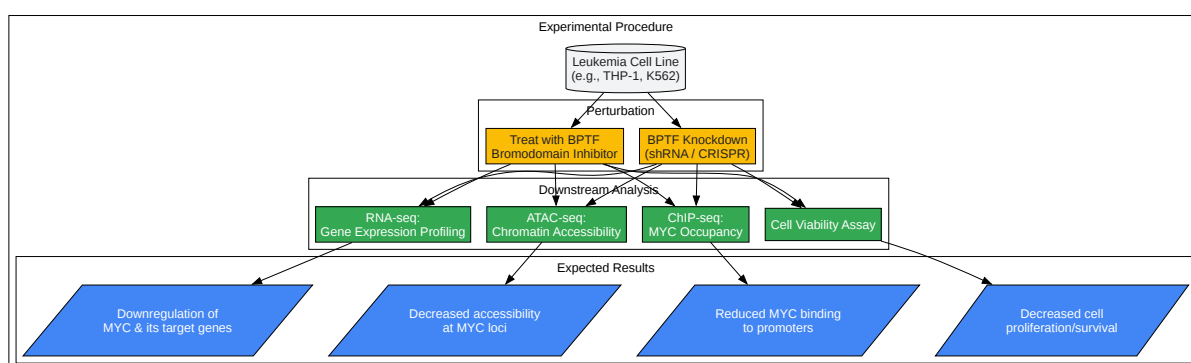 Experimental Procedure
Leukemia Cell Line
(e.g., THP-1, K562)
Perturbation
Treat with BPTF
Bromodomain Inhibitor
BPTF Knockdown
(shRNA / CRISPR)
Downstream Analysis
RNA-seq:
Gene Expression Profiling
ATAC-seq:
Chromatin Accessibility
ChIP-seq:
MYC Occupancy
Cell Viability Assay
Expected Results
Downregulation of
MYC & its target genes
Decreased accessibility
at MYC loci
Reduced MYC binding
to promoters
Decreased cell
proliferation/survival